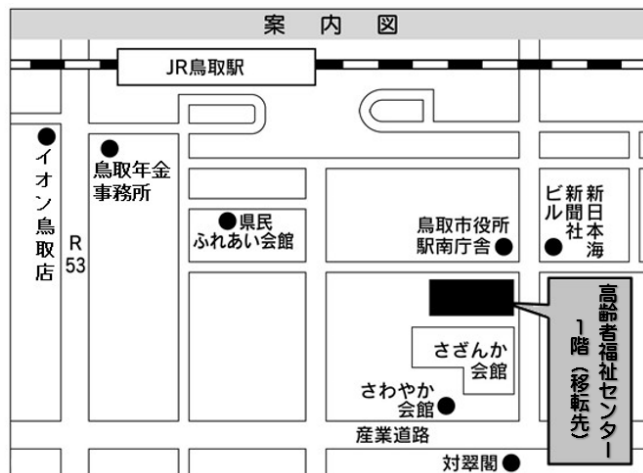 案内図
JR鳥取駅
イオン鳥取店
R
53
鳥取年金
事務所
県民
ふれあい会館
鳥取市役所
駅南庁舎
新日本海
新聞社
ビル
高齢者福祉センター
1階（移転先）
さざんか
会館
さわやか
会館
産業道路
対翠閣